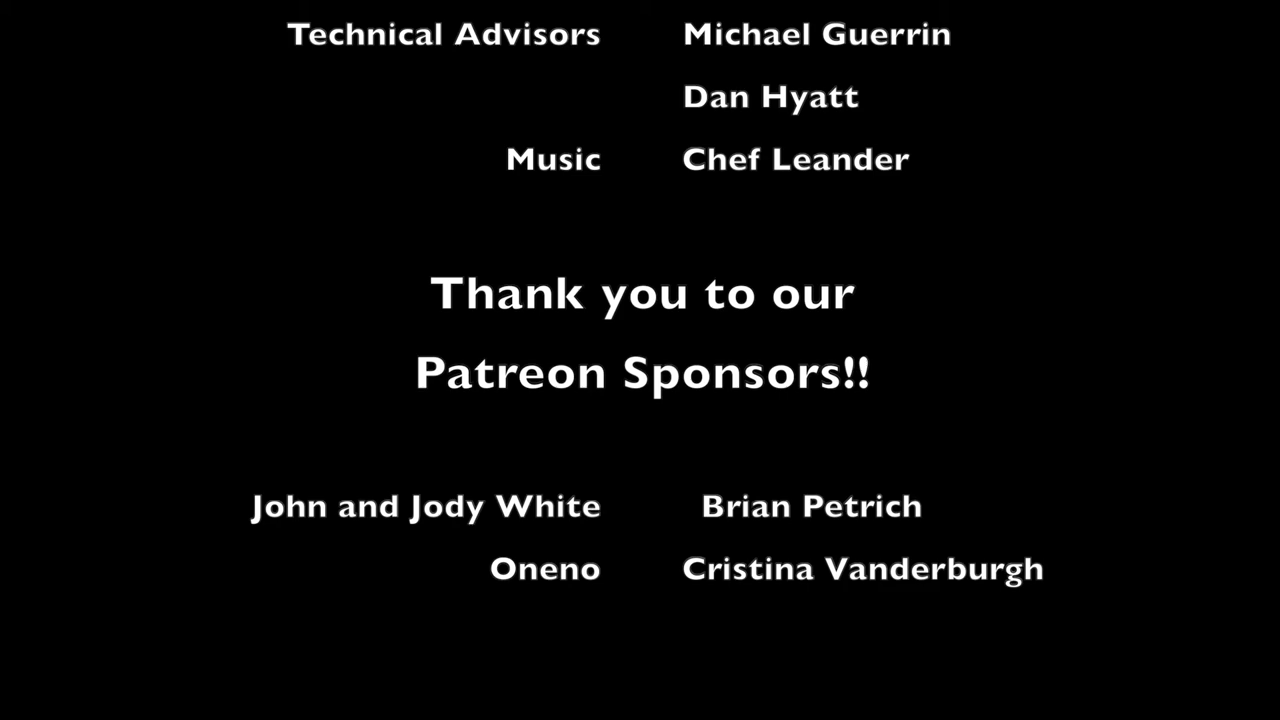 Technical Advisors Michael Guerrin
Dan Hyatt
Music Chef Leander
Thank you to our
Patreon Sponsors!!
John and Jody White Brian Petrich
Oneno Cristina Vanderburgh